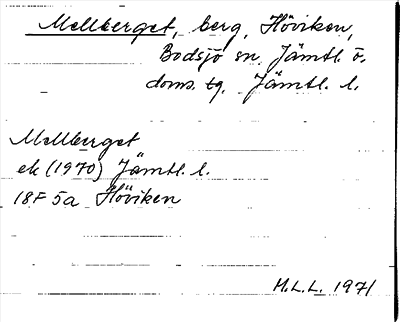 Mellberget, berg, Höviken,
Bodsjö sn. Jämtl. ö.
doms. tg. Jämtl. l.
Mellberget
ek (1970) Jämtl. l.
18F 5a Höviken
M.L.L. 1971